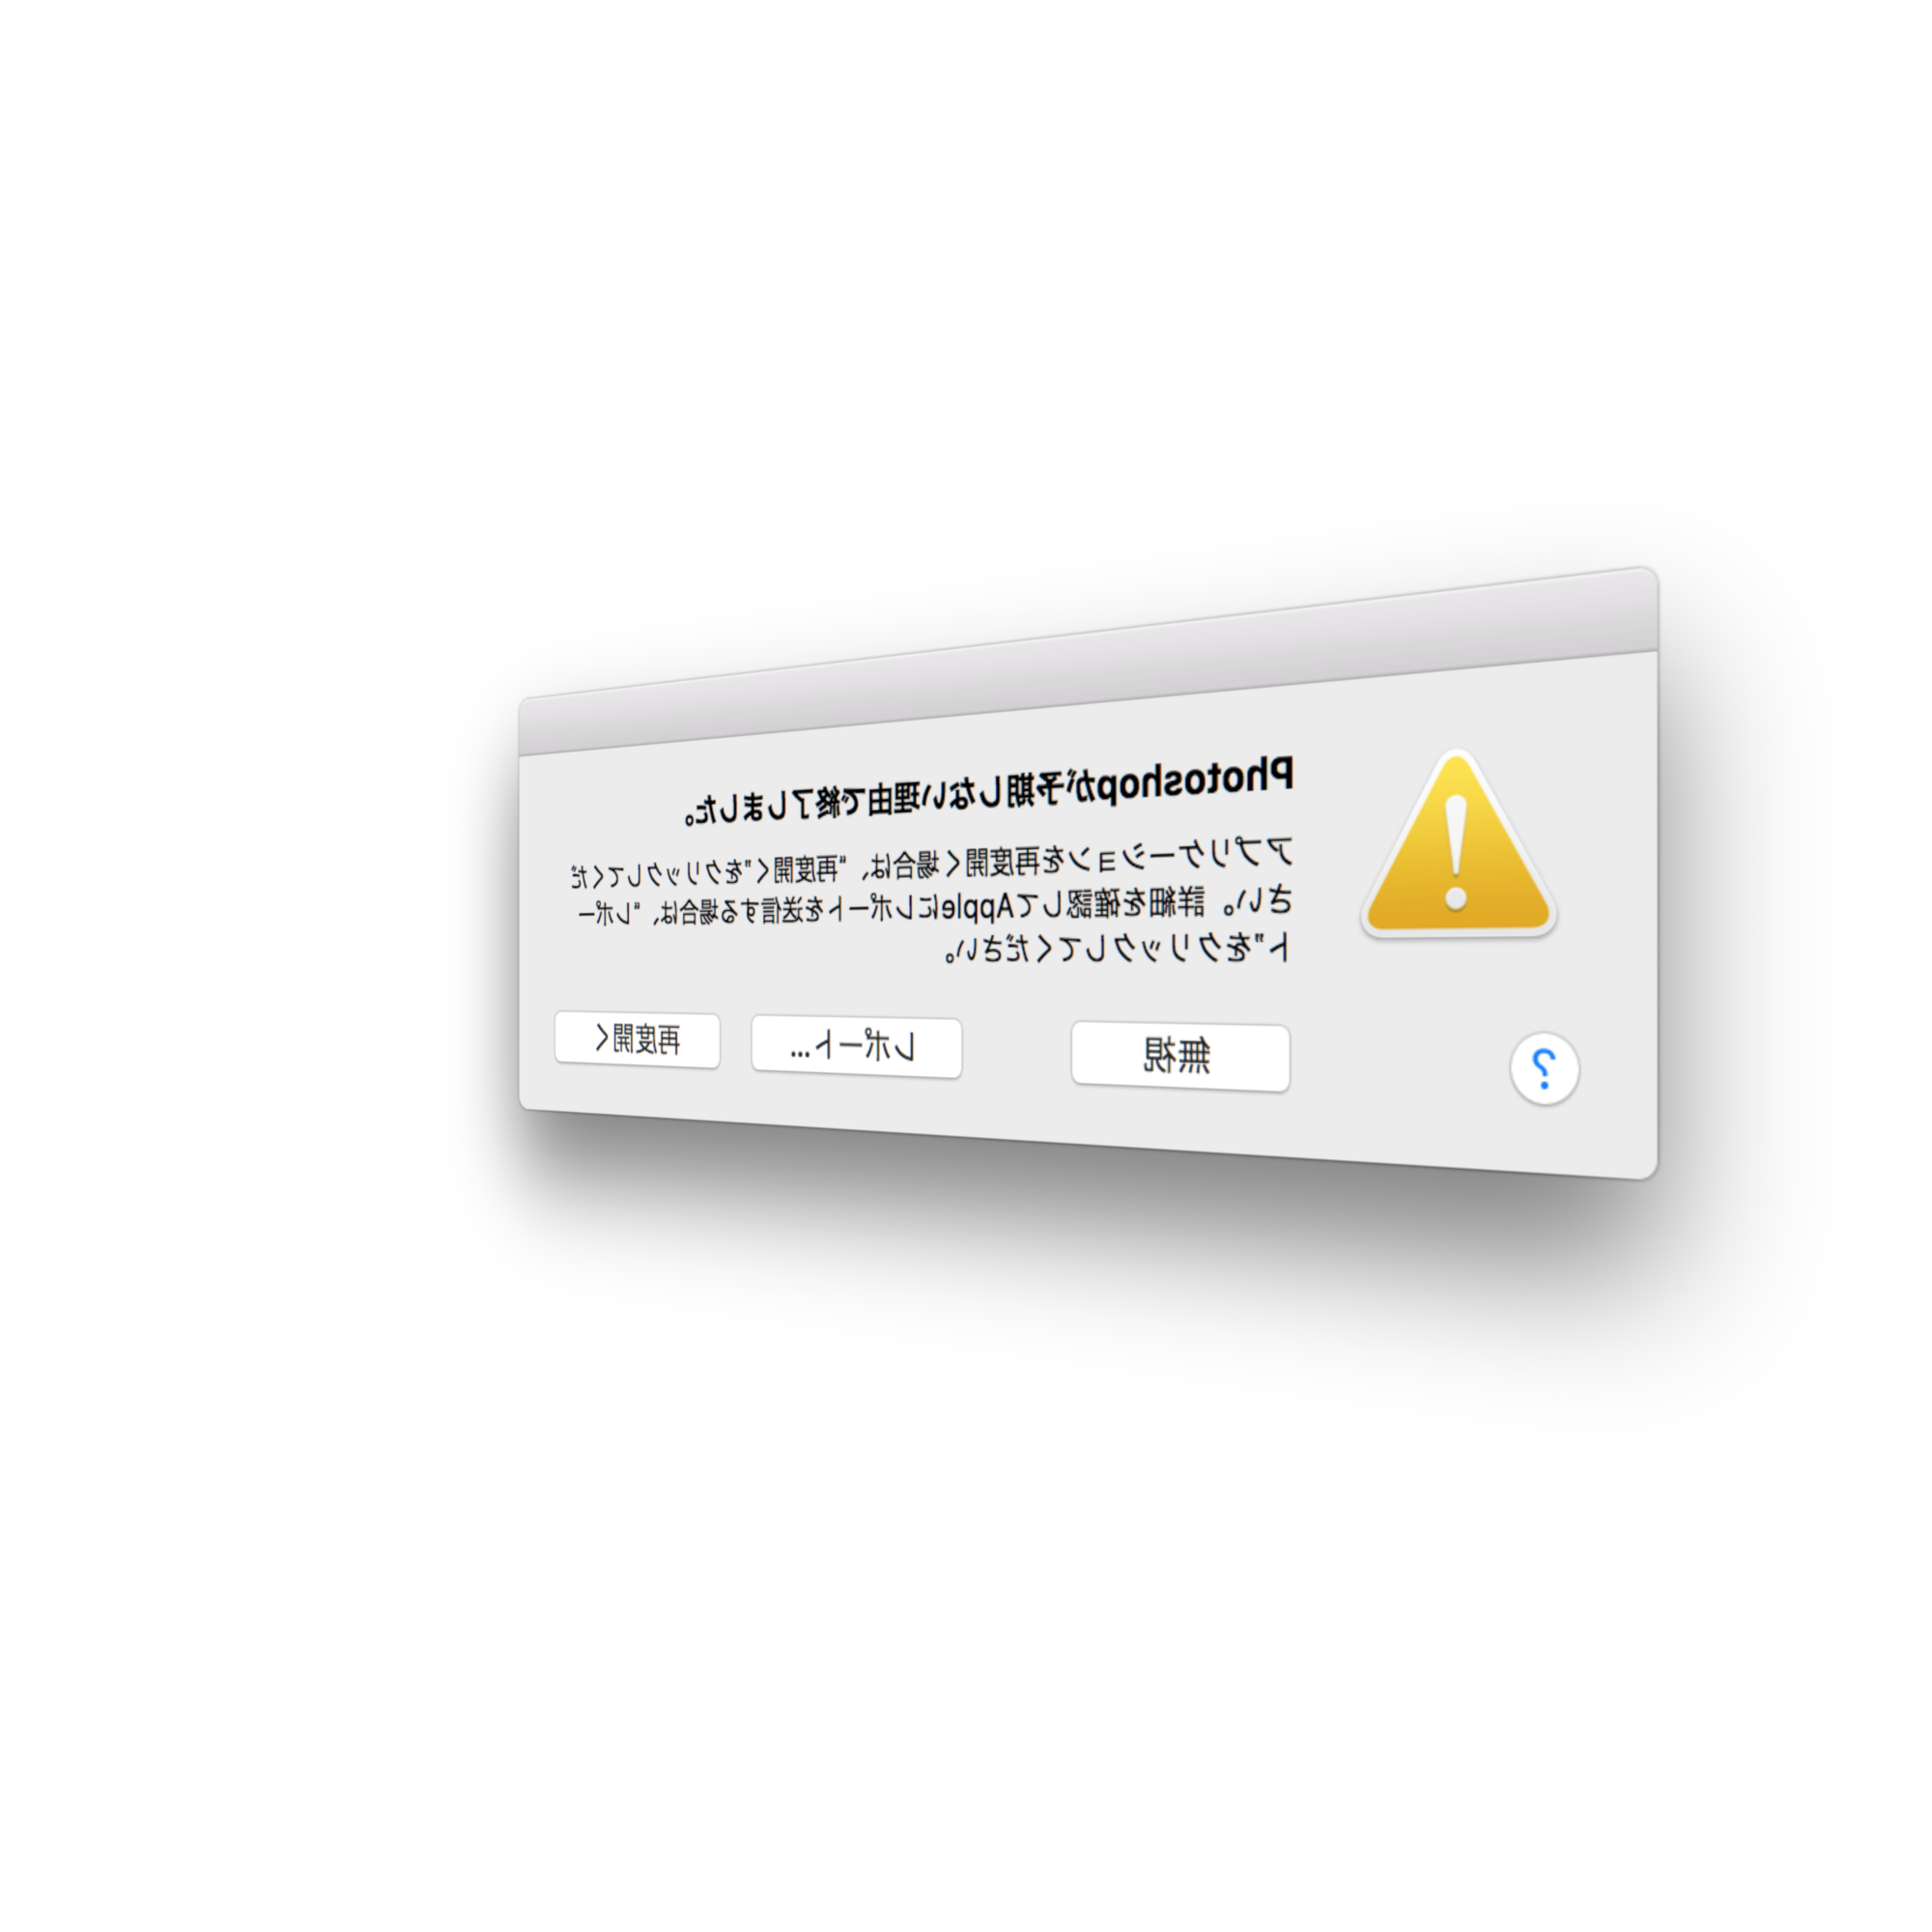 Photoshopが予期しない理由で終了しました。
アプリケーションを再度開く場合は、“再度開く”をクリックしてくだ
さい。詳細を確認してAppleにレポートを送信する場合は、“レポー
ト”をクリックしてください。
? 無視 レポート... 再度開く